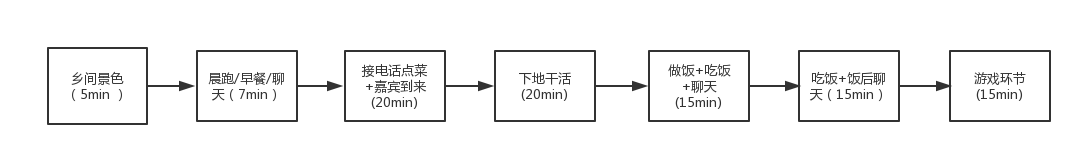 乡间景色
（5min ）
晨跑/早餐/聊
天（7min）
接电话点菜
+嘉宾到来
(20min)
下地干活
(20min)
做饭+吃饭
+聊天
(15min)
吃饭+饭后聊
天（15min）
游戏环节
(15min)